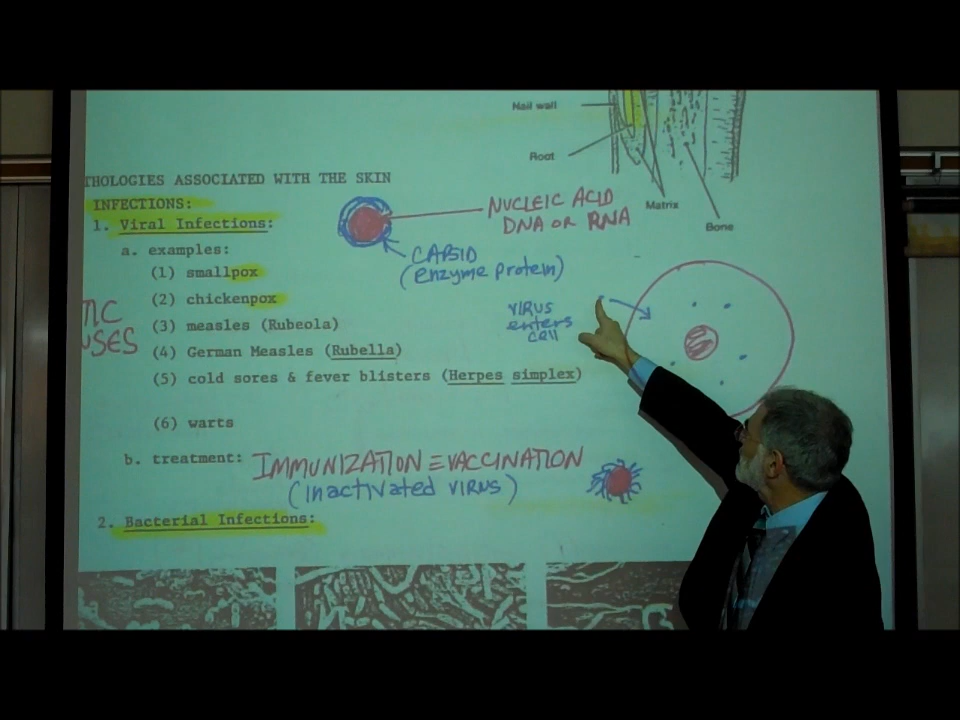 Nail wall
Root
Matrix
Bone
THOLOGIES ASSOCIATED WITH THE SKIN
INFECTIONS:
1. Viral Infections:
a. examples:
(1) smallpox
(2) chickenpox
(3) measles (Rubeola)
(4) German Measles (Rubella)
(5) cold sores & fever blisters (Herpes simplex)
(6) warts
b. treatment: IMMUNIZATION ≡ VACCINATION
(inactivated VIRUS)
2. Bacterial Infections:
NUCLEIC ACID
DNA OR RNA
CAPSID
(enzyme protein)
VIRUS
enters
cell